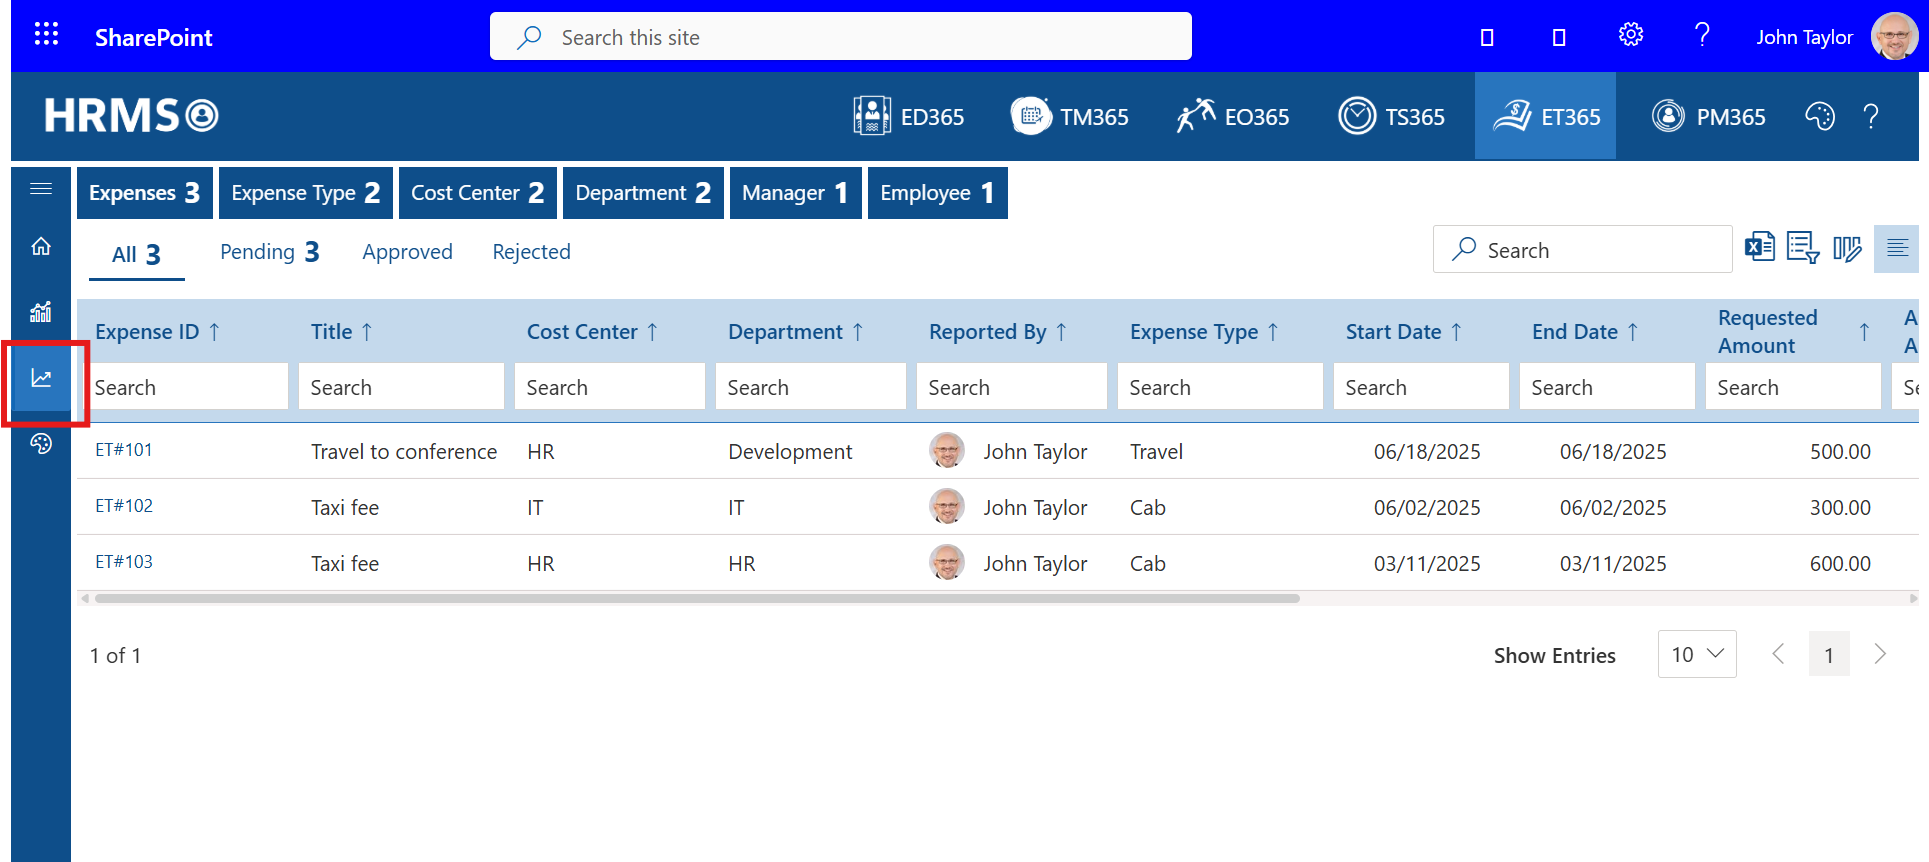 SharePoint
Search this site
John Taylor
HRMS
ED365
TM365
EO365
TS365
ET365
PM365
Expenses 3
Expense Type 2
Cost Center 2
Department 2
Manager 1
Employee 1
All 3
Pending 3
Approved
Rejected
Search
Expense ID ↑ Title ↑ Cost Center ↑ Department ↑ Reported By ↑ Expense Type ↑ Start Date ↑ End Date ↑ Requested Amount ↑ A A
Search Search Search Search Search Search Search Search Search Se
ET#101 Travel to conference HR Development John Taylor Travel 06/18/2025 06/18/2025 500.00
ET#102 Taxi fee IT IT John Taylor Cab 06/02/2025 06/02/2025 300.00
ET#103 Taxi fee HR HR John Taylor Cab 03/11/2025 03/11/2025 600.00
1 of 1
Show Entries 10 1